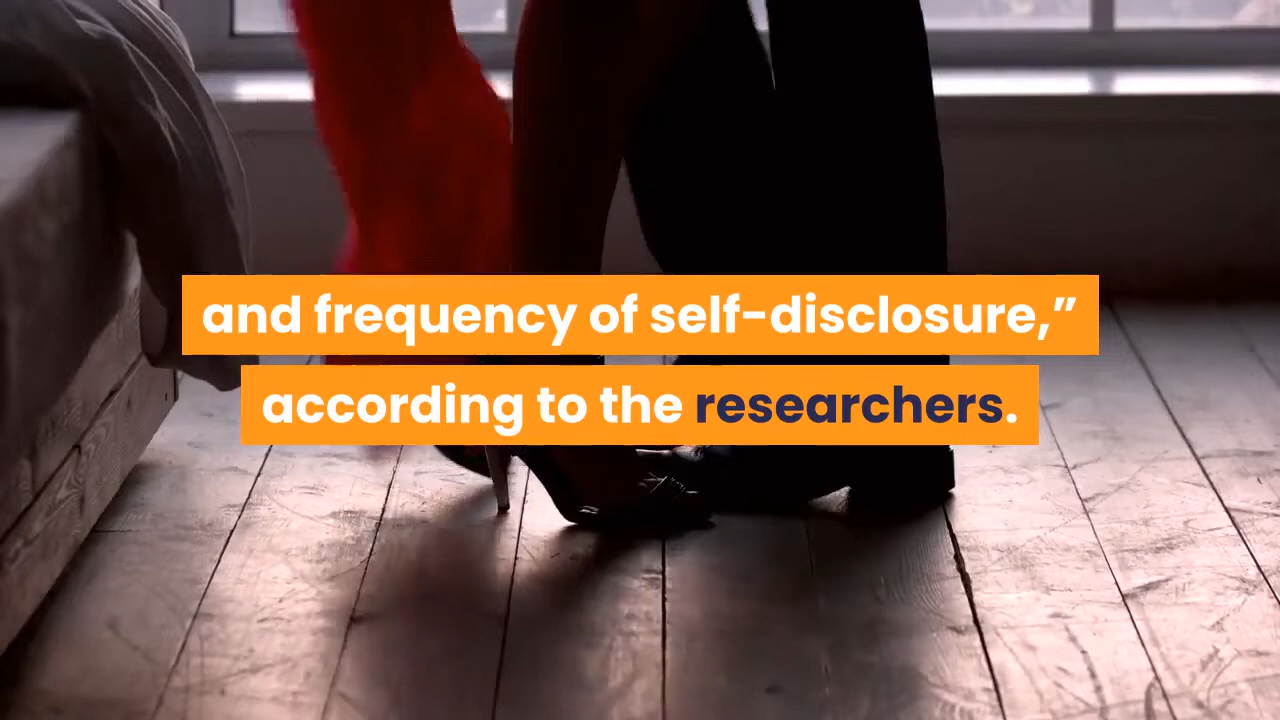 and frequency of self-disclosure,”
according to the researchers.